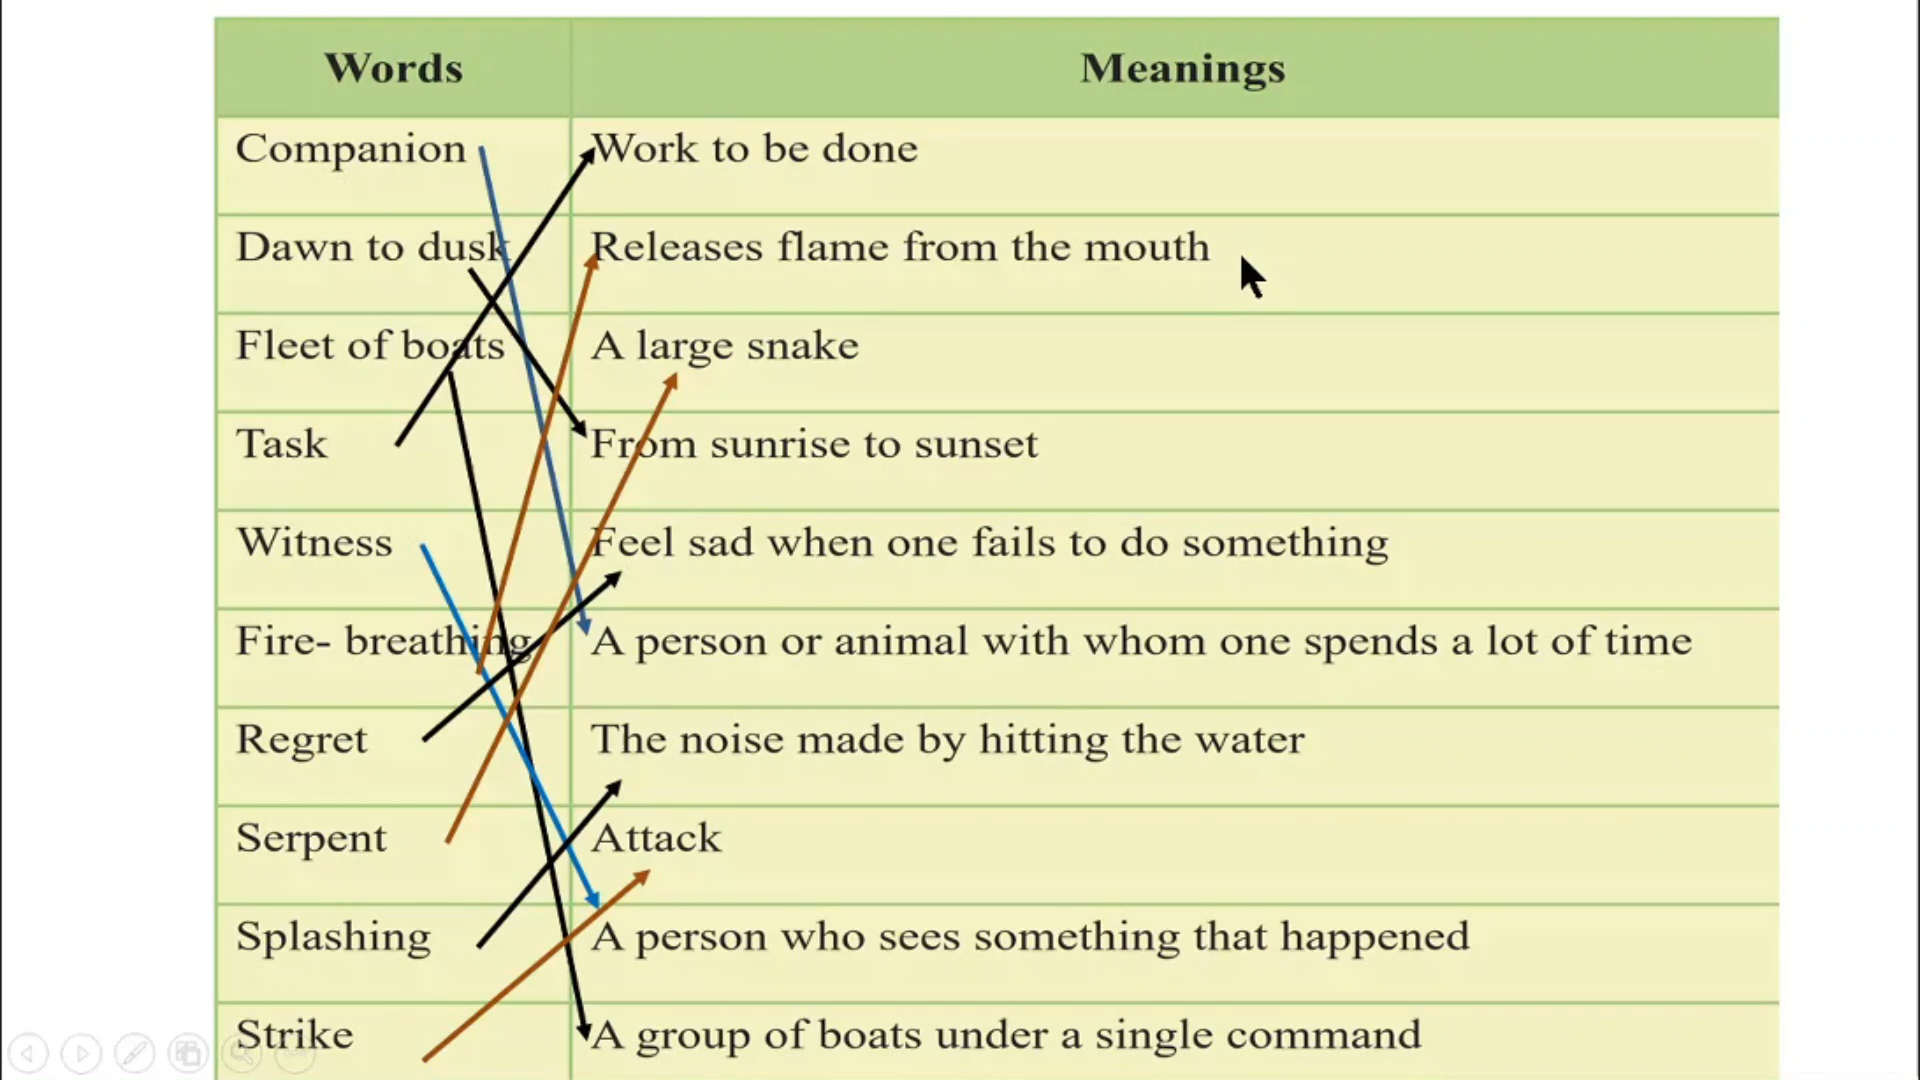 Words Meanings
Companion Work to be done
Dawn to dusk Releases flame from the mouth
Fleet of boats A large snake
Task From sunrise to sunset
Witness Feel sad when one fails to do something
Fire- breathing A person or animal with whom one spends a lot of time
Regret The noise made by hitting the water
Serpent Attack
Splashing A person who sees something that happened
Strike A group of boats under a single command